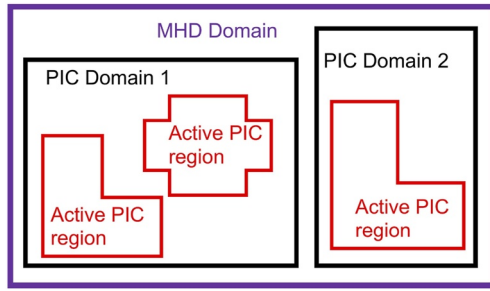 MHD Domain
PIC Domain 1
PIC Domain 2
Active PIC
region
Active PIC
region
Active PIC
region